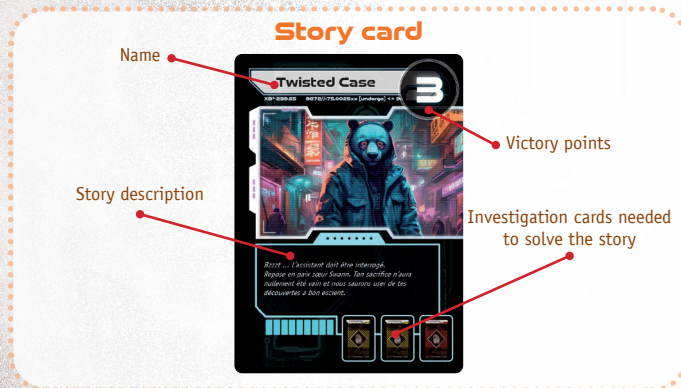 Story card
Name
Twisted Case
3
Victory points
Story description
Investigation cards needed
to solve the story
Bzzzt ... L'assistant doit être interrogé.
Repose en paix sœur Swann. Ton sacrifice n'aura
nullement été vain et nous saurons user de tes
découvertes à bon escient.